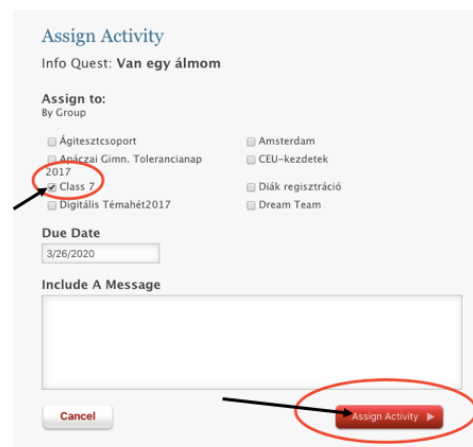 Assign Activity
Info Quest: Van egy álmom
Assign to:
By Group
Ágitesztcsoport
Amsterdam
Apáczai Gimn. Tolerancianap
2017
CEU-kezdetek
Class 7
Diák regisztráció
Digitális Témahét2017
Dream Team
Due Date
3/26/2020
Include A Message
Cancel
Assign Activity